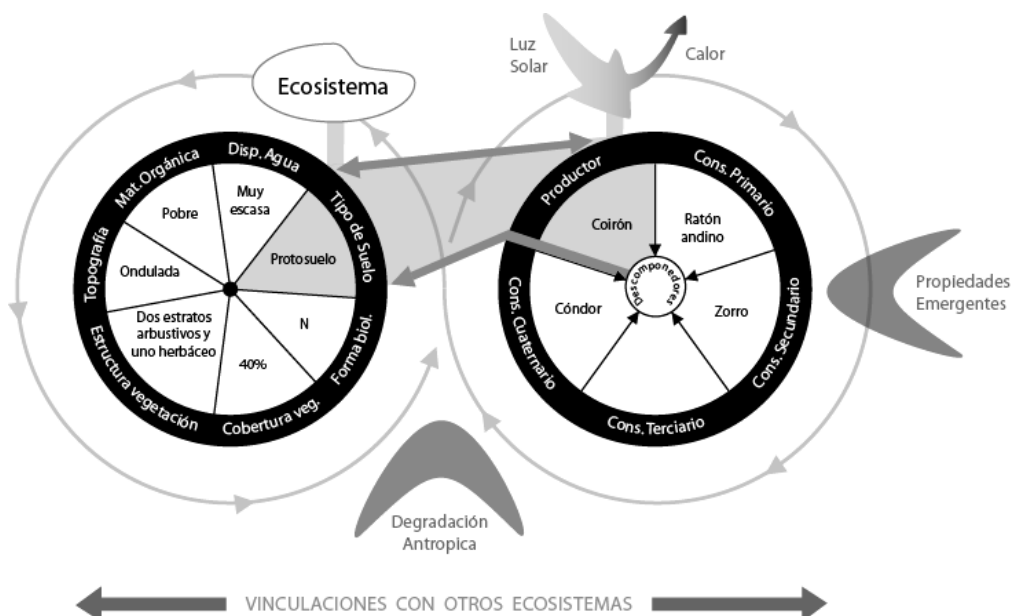 Luz
Solar
Calor
Ecosistema
Disp. Agua
Mat. Orgánica
Topografía
Estructura vegetación
Cobertura veg.
Forma biol.
Tipo de Suelo
Muy
escasa
Pobre
Ondulada
Dos estratos
arbustivos y
uno herbáceo
40%
N
Protosuelo
Productor
Cons. Primario
Cons. Secundario
Cons. Terciario
Cons. Cuaternario
Coirón
Ratón
andino
Zorro
Cóndor
Descomponedores
Propiedades
Emergentes
Degradación
Antropica
VINCULACIONES CON OTROS ECOSISTEMAS